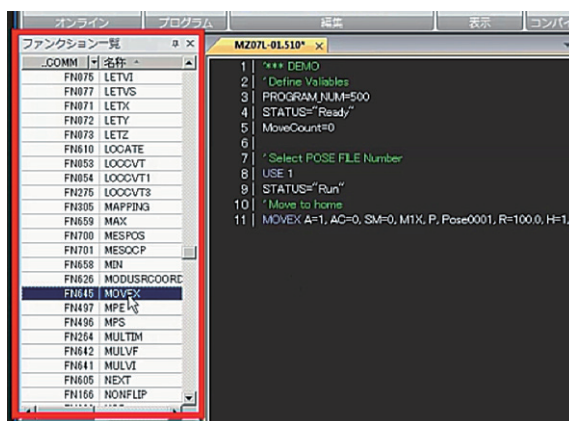 オンライン プログラム 編集 表示 コンパイ
ファンクション一覧
MZ07L-01.510*
_COMM 名称
FN076 LETVI
FN077 LETVS
FN071 LETX
FN072 LETY
FN073 LETZ
FN610 LOCATE
FN053 LOCCVT
FN054 LOCCVT1
FN275 LOCCVT3
FN305 MAPPING
FN659 MAX
FN700 MESPOS
FN701 MESQCP
FN658 MIN
FN626 MODUSRCOORD
FN645 MOVEX
FN497 MPE
FN496 MPS
FN264 MULTIM
FN642 MULVF
FN641 MULVI
FN605 NEXT
FN166 NONFLIP
1 '*** DEMO
2 'Define Valiables
3 PROGRAM_NUM=500
4 STATUS="Ready"
5 MoveCount=0
6
7 'Select POSE FILE Number
8 USE 1
9 STATUS="Run"
10 'Move to home
11 MOVEX A=1, AC=0, SM=0, M1X, P, Pose0001, R=100.0, H=1,